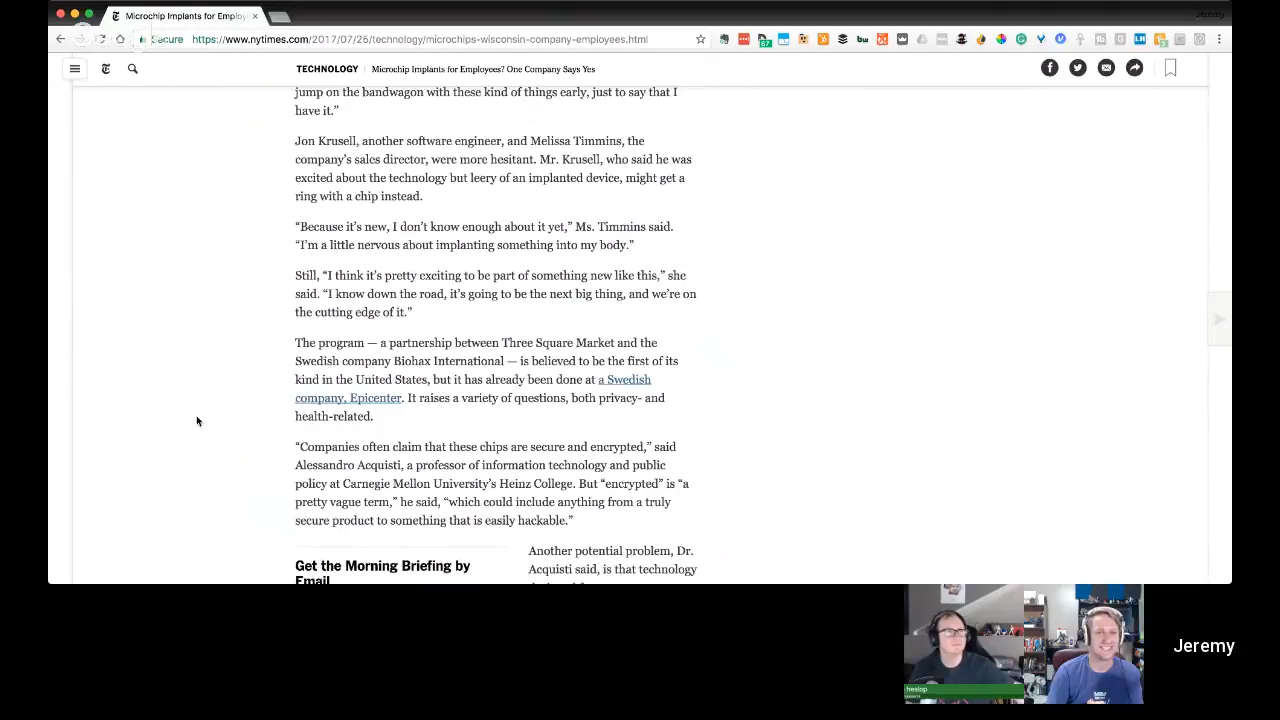 Microchip Implants for Emplo
Jeremy
Secure https://www.nytimes.com/2017/07/25/technology/microchips-wisconsin-company-employees.html
TECHNOLOGY Microchip Implants for Employees? One Company Says Yes
jump on the bandwagon with these kind of things early, just to say that I
have it.”
Jon Krusell, another software engineer, and Melissa Timmins, the
company’s sales director, were more hesitant. Mr. Krusell, who said he was
excited about the technology but leery of an implanted device, might get a
ring with a chip instead.
“Because it’s new, I don’t know enough about it yet,” Ms. Timmins said.
“I’m a little nervous about implanting something into my body.”
Still, “I think it’s pretty exciting to be part of something new like this,” she
said. “I know down the road, it’s going to be the next big thing, and we’re on
the cutting edge of it.”
The program — a partnership between Three Square Market and the
Swedish company Biohax International — is believed to be the first of its
kind in the United States, but it has already been done at a Swedish
company, Epicenter. It raises a variety of questions, both privacy- and
health-related.
“Companies often claim that these chips are secure and encrypted,” said
Alessandro Acquisti, a professor of information technology and public
policy at Carnegie Mellon University’s Heinz College. But “encrypted” is “a
pretty vague term,” he said, “which could include anything from a truly
secure product to something that is easily hackable.”
Get the Morning Briefing by
Email
Another potential problem, Dr.
Acquisti said, is that technology
heslop
Jeremy